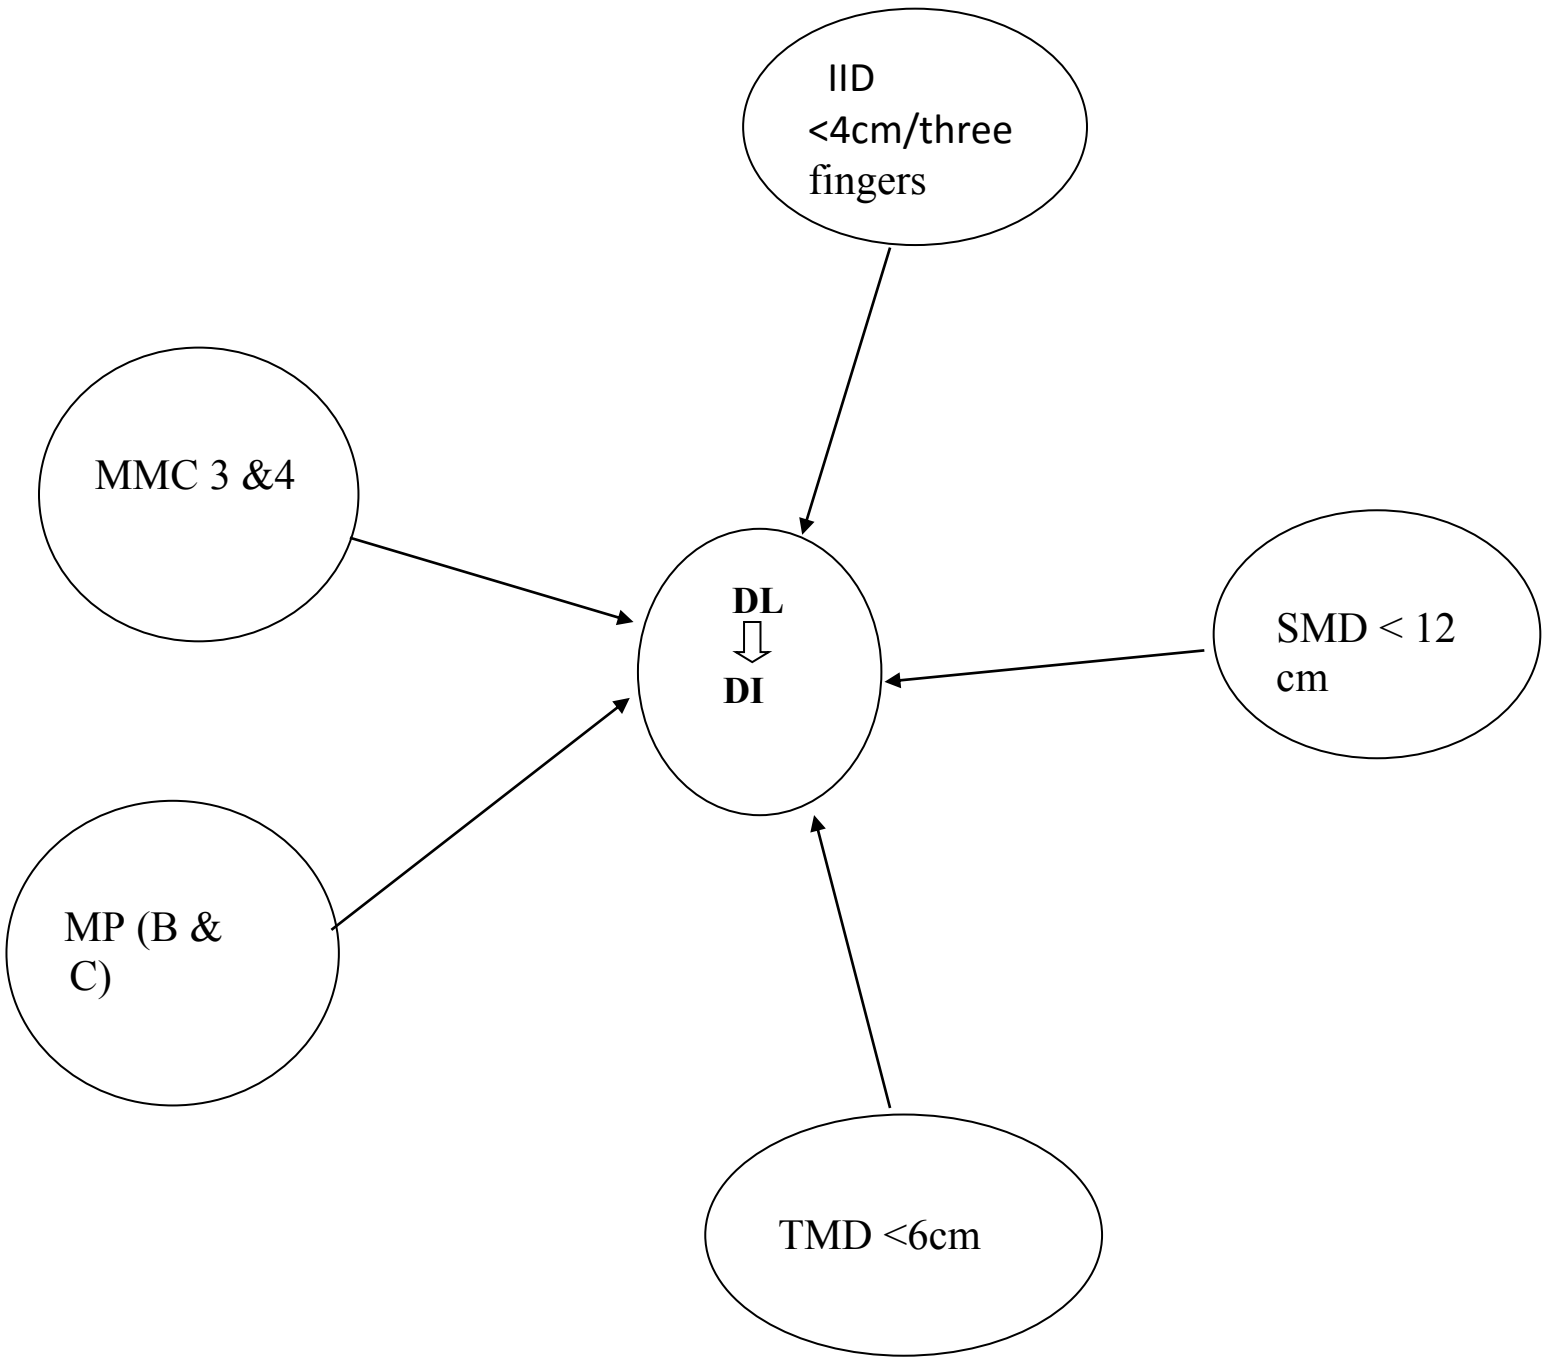 IID
<4cm/three
fingers
MMC 3 &4
DL
DI
SMD < 12
cm
MP (B &
C)
TMD <6cm